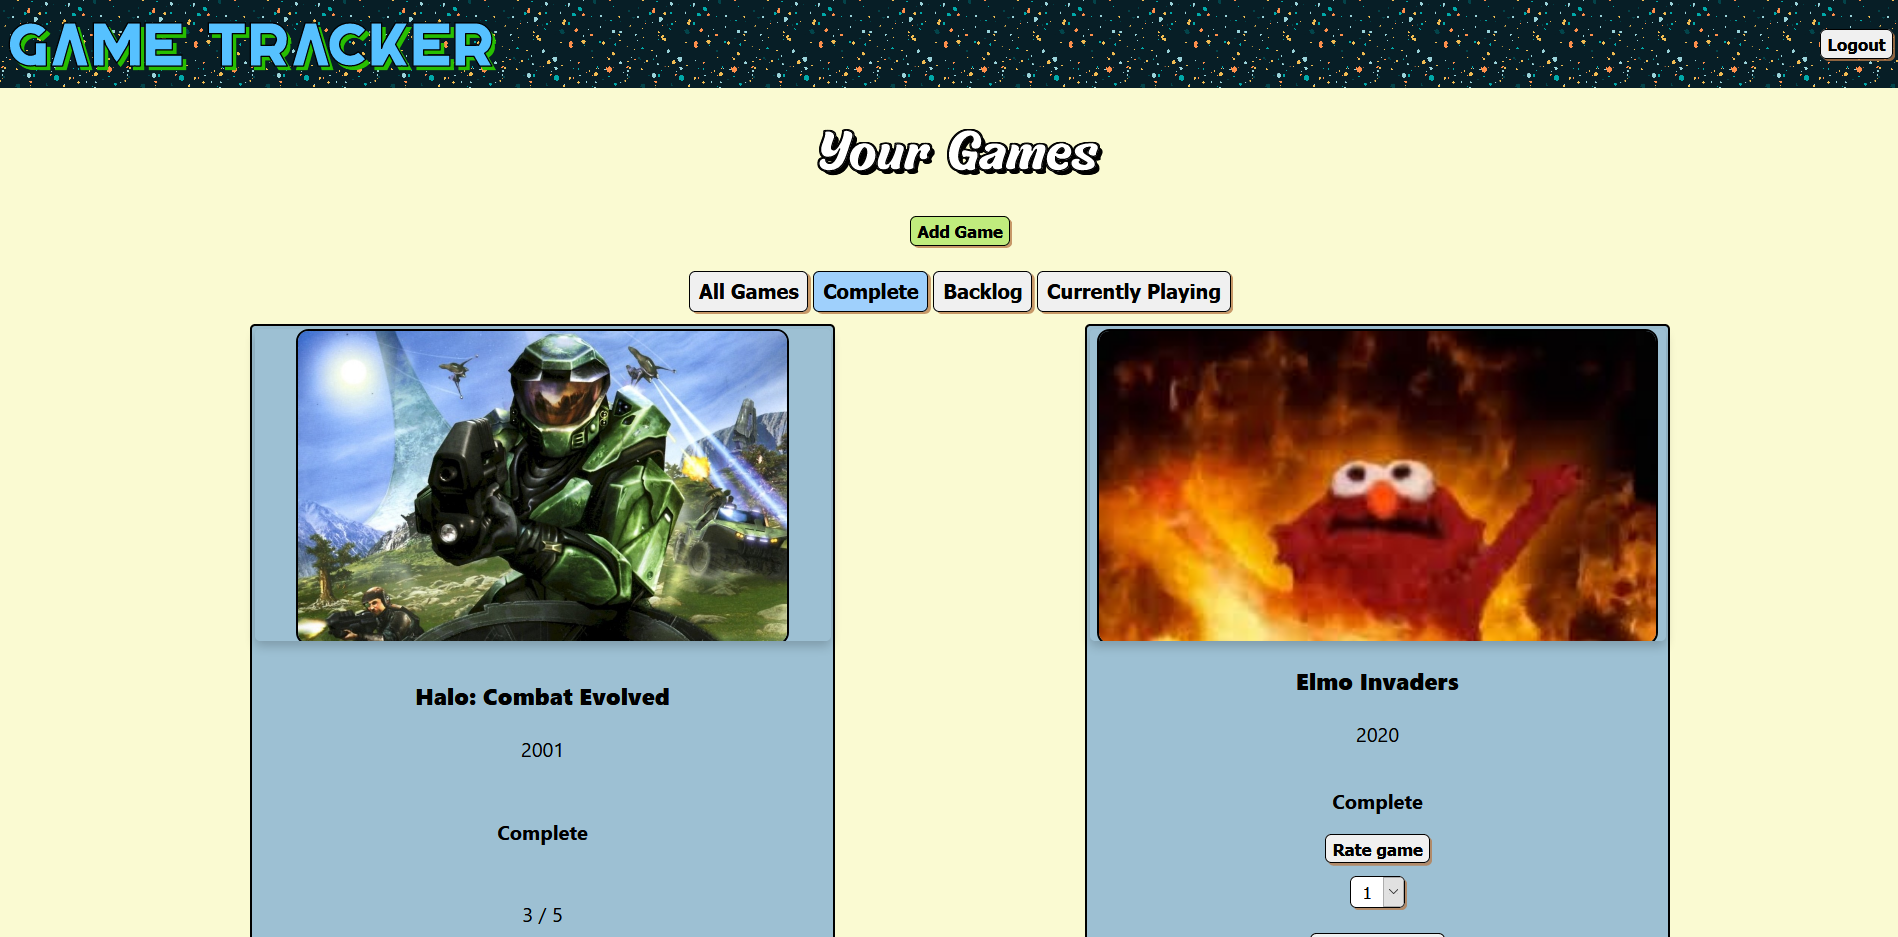 GAME TRACKER
Logout
Your Games
Add Game
All Games Complete Backlog Currently Playing
Halo: Combat Evolved
2001
Complete
3 / 5
Elmo Invaders
2020
Complete
Rate game
1